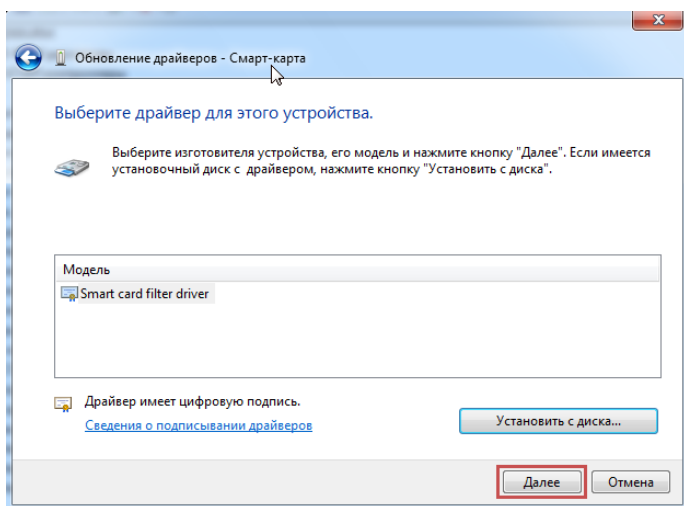 Обновление драйверов - Смарт-карта
Выберите драйвер для этого устройства.
Выберите изготовителя устройства, его модель и нажмите кнопку "Далее". Если имеется
установочный диск с драйвером, нажмите кнопку "Установить с диска".
Модель
Smart card filter driver
Драйвер имеет цифровую подпись.
Сведения о подписывании драйверов
Установить с диска...
Далее
Отмена